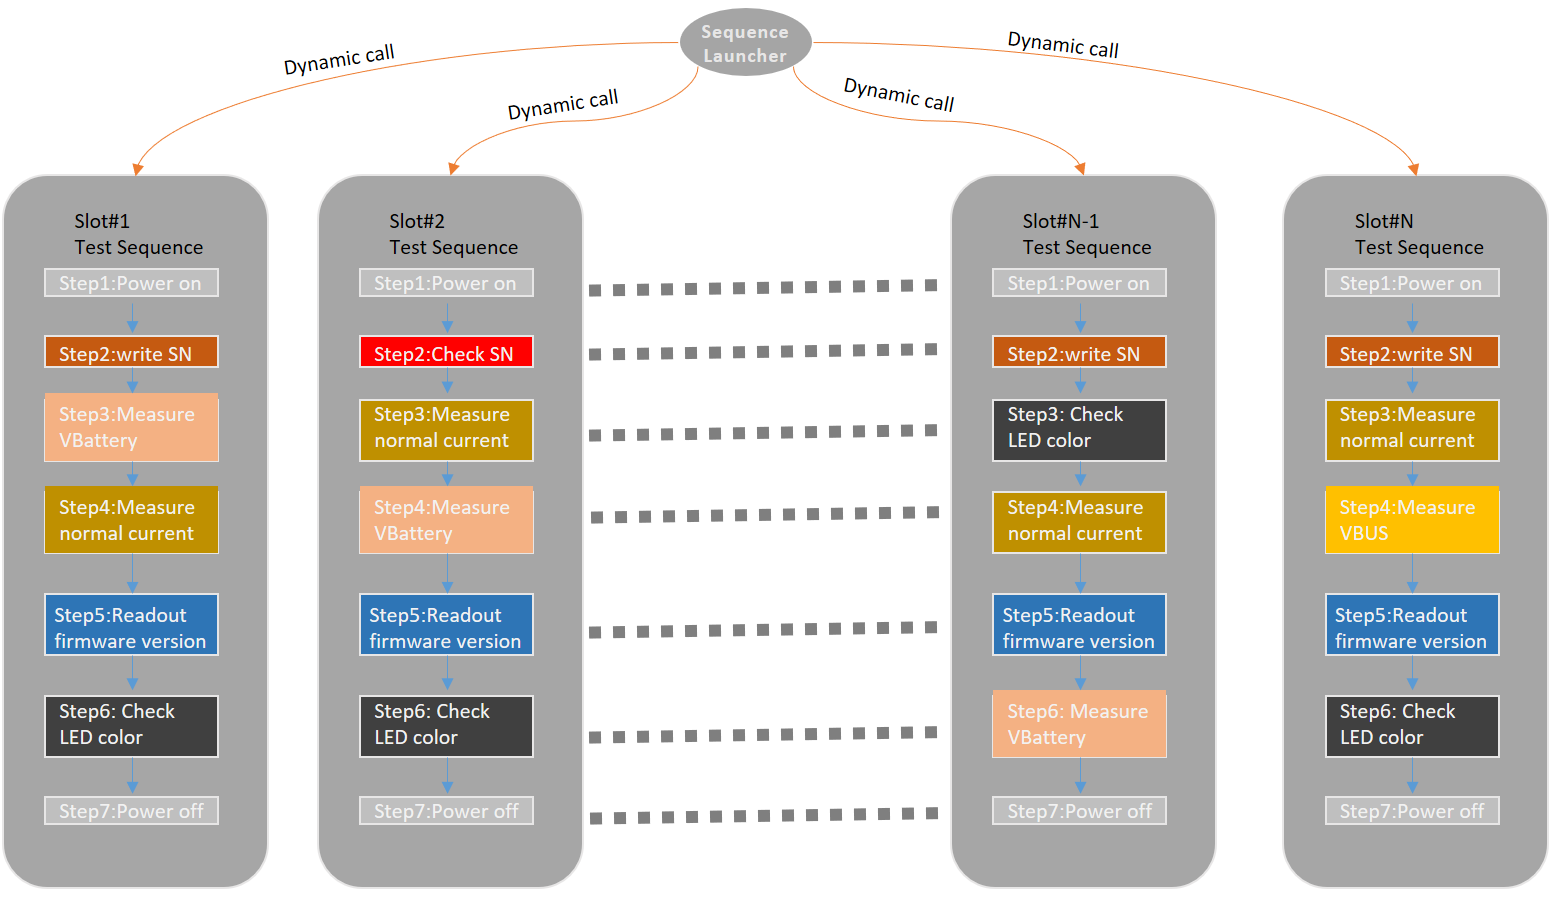 Sequence
Launcher
Dynamic call
Dynamic call
Dynamic call
Dynamic call
Slot#1
Test Sequence
Step1:Power on
Step2:write SN
Step3:Measure
VBattery
Step4:Measure
normal current
Step5:Readout
firmware version
Step6: Check
LED color
Step7:Power off
Slot#2
Test Sequence
Step1:Power on
Step2:Check SN
Step3:Measure
normal current
Step4:Measure
VBattery
Step5:Readout
firmware version
Step6: Check
LED color
Step7:Power off
Slot#N-1
Test Sequence
Step1:Power on
Step2:write SN
Step3: Check
LED color
Step4:Measure
normal current
Step5:Readout
firmware version
Step6: Measure
VBattery
Step7:Power off
Slot#N
Test Sequence
Step1:Power on
Step2:write SN
Step3:Measure
normal current
Step4:Measure
VBUS
Step5:Readout
firmware version
Step6: Check
LED color
Step7:Power off